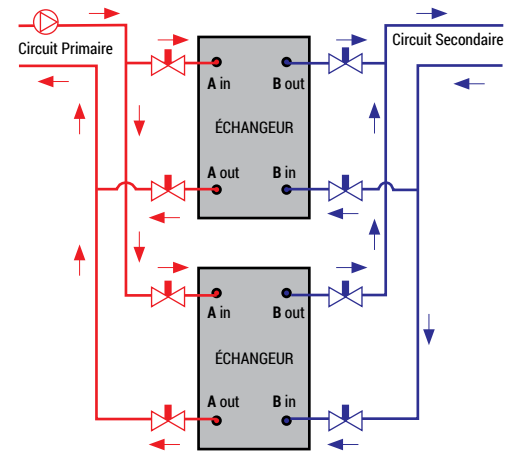 Circuit Primaire
Circuit Secondaire
A in
B out
ÉCHANGEUR
A out
B in
A in
B out
ÉCHANGEUR
A out
B in